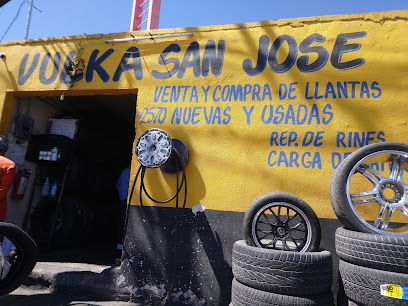 VULKA SAN JOSE
VENTA Y COMPRA DE LLANTAS
2570 NUEVAS Y USADAS
REP. DE RINES
CARGA DE